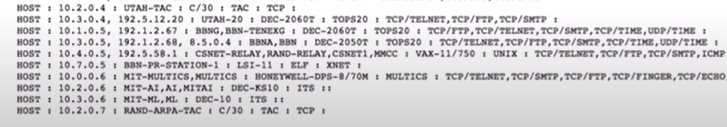 HOST : 10.2.0.4 : UTAH-TAC : C/30 : TAC : TCP :
HOST : 10.3.0.4, 192.5.12.20 : UTAH-20 : DEC-2060T : TOPS20 : TCP/TELNET,TCP/FTP,TCP/SMTP :
HOST : 10.1.0.5, 192.1.2.67 : BBNG,BBN-TENEXG : DEC-2060T : TOPS20 : TCP/FTP,TCP/TELNET,TCP/SMTP,TCP/TIME,UDP/TIME :
HOST : 10.3.0.5, 192.1.2.68, 8.5.0.4 : BBNA,BBN : DEC-2050T : TOPS20 : TCP/TELNET,TCP/FTP,TCP/SMTP,TCP/TIME,UDP/TIME :
HOST : 10.4.0.5, 192.5.58.1 : CSNET-RELAY,RAND-RELAY,CSNET1,MMCC : VAX-11/750 : UNIX : TCP/TELNET,TCP/FTP,TCP/SMTP,ICMP
HOST : 10.7.0.5 : BBN-PR-STATION-1 : LSI-11 : ELF : XNET :
HOST : 10.0.0.6 : MIT-MULTICS,MULTICS : HONEYWELL-DPS-8/70M : MULTICS : TCP/TELNET,TCP/SMTP,TCP/FTP,TCP/FINGER,TCP/ECHO
HOST : 10.2.0.6 : MIT-AI,AI,MITAI : DEC-KS10 : ITS ::
HOST : 10.3.0.6 : MIT-ML,ML : DEC-10 : ITS ::
HOST : 10.2.0.7 : RAND-ARPA-TAC : C/30 : TAC : TCP :